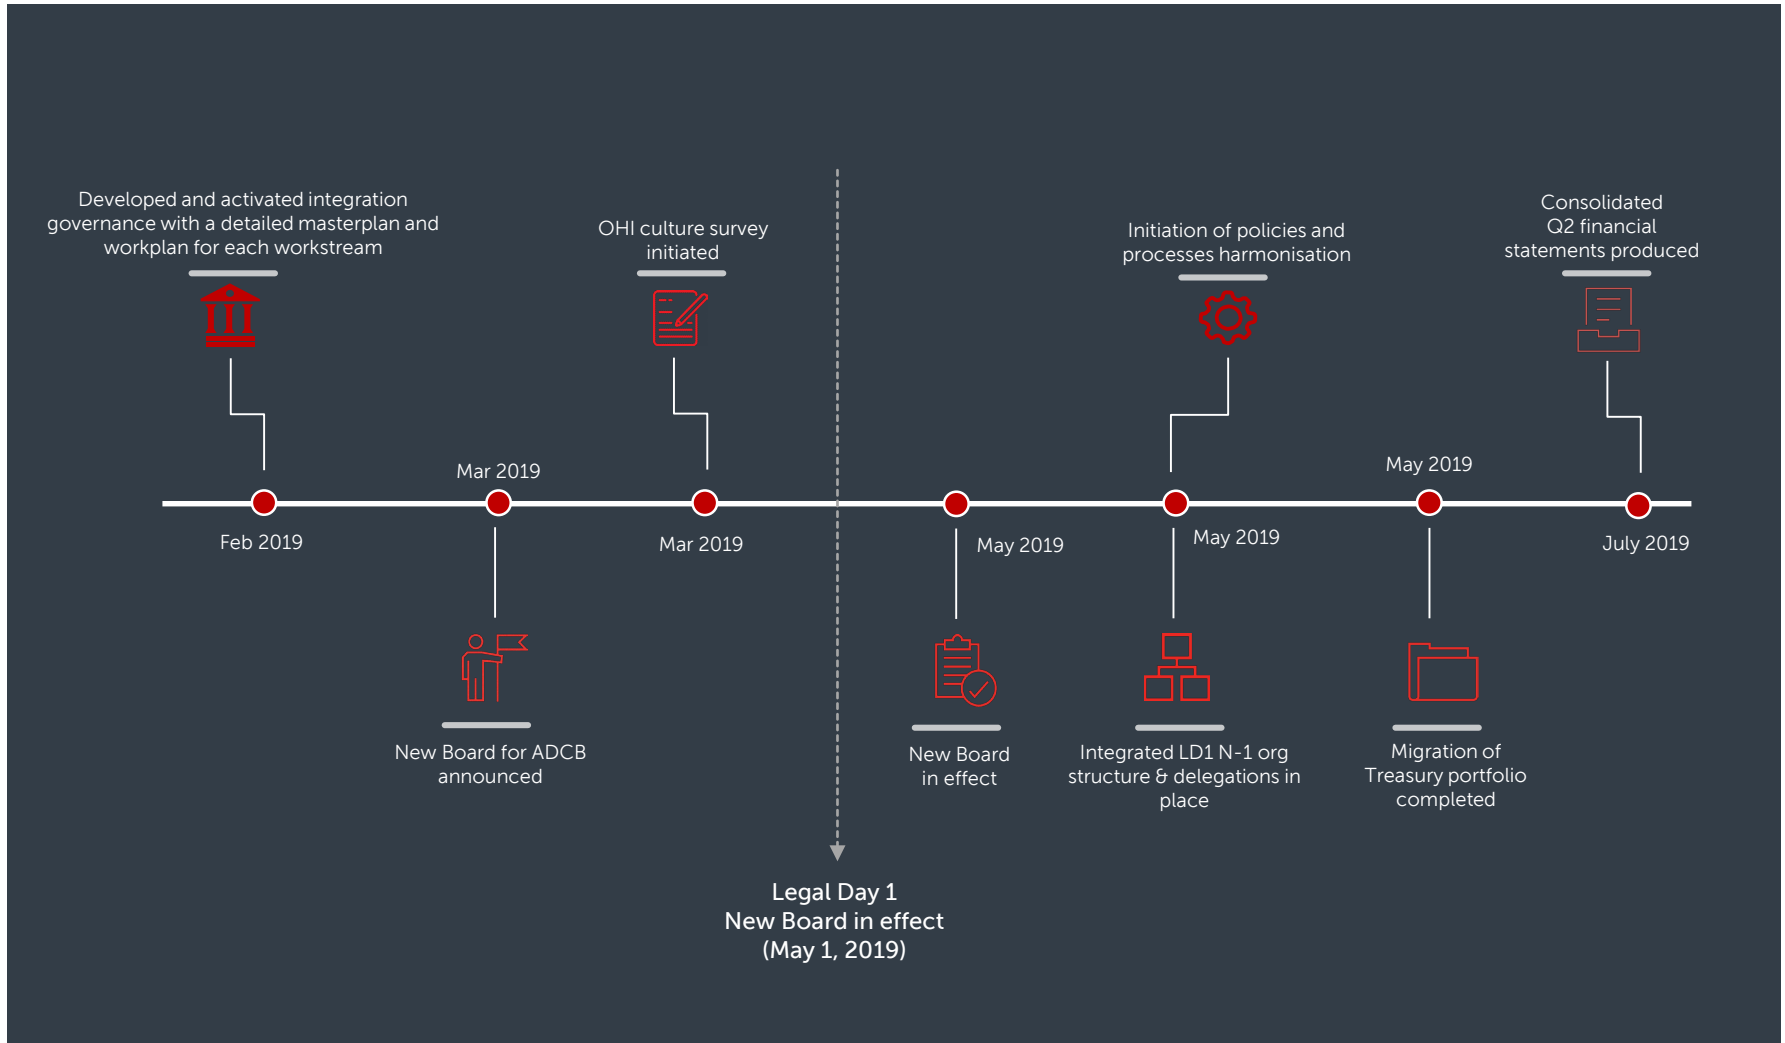 Developed and activated integration
governance with a detailed masterplan and
workplan for each workstream
OHI culture survey
initiated
Initiation of policies and
processes harmonisation
Consolidated
Q2 financial
statements produced
Feb 2019
Mar 2019
Mar 2019
May 2019
May 2019
May 2019
July 2019
New Board for ADCB
announced
New Board
in effect
Integrated LD1 N-1 org
structure & delegations in
place
Migration of
Treasury portfolio
completed
Legal Day 1
New Board in effect
(May 1, 2019)